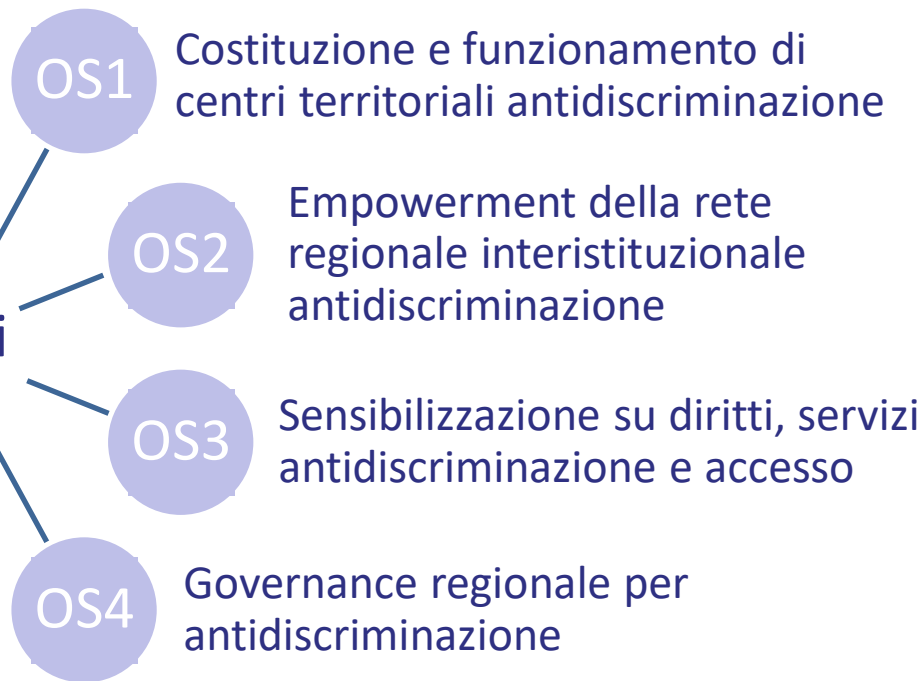 OS1
Costituzione e funzionamento di
centri territoriali antidiscriminazione
OS2
Empowerment della rete
regionale interistituzionale
antidiscriminazione
i
OS3
Sensibilizzazione su diritti, servizi
antidiscriminazione e accesso
OS4
Governance regionale per
antidiscriminazione